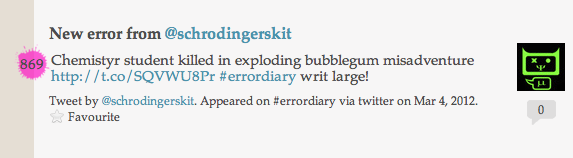 New error from @schrodingerskit
869
Chemistyr student killed in exploding bubblegum misadventure
http://t.co/SQVWU8Pr #errordiary writ large!
Tweet by @schrodingerskit. Appeared on #errordiary via twitter on Mar 4, 2012.
Favourite
0